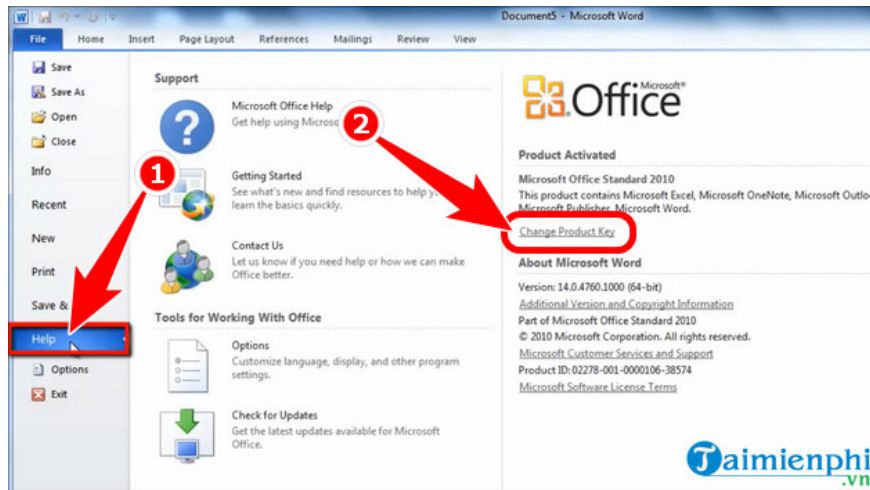 Document5 - Microsoft Word
File Home Insert Page Layout References Mailings Review View
Save
Save As
Open
Close
Info
Recent
New
Print
Save &
Help
Options
Exit
1
2
Support
Microsoft Office Help
Get help using
Getting Started
See what's new and find resources to help
learn the basics quickly.
Contact Us
Let us know if you need help or how we can make
Office better.
Tools for Working With Office
Options
Customize language, display, and other program
settings.
Check for Updates
Get the latest updates available for Microsoft
Office.
Microsoft®
Office
Product Activated
Microsoft Office Standard 2010
This product contains Microsoft Excel, Microsoft OneNote, Microsoft
Microsoft Publisher, Microsoft Word.
Change Product Key
About Microsoft Word
Version: 14.0.4760.1000 (64-bit)
Additional Version and Copyright Information
Part of Microsoft Office Standard 2010
© 2010 Microsoft Corporation. All rights reserved.
Microsoft Customer Services and Support
Product ID: 02278-001-0000106-38574
Microsoft Software License Terms
Taimienphi
.vn